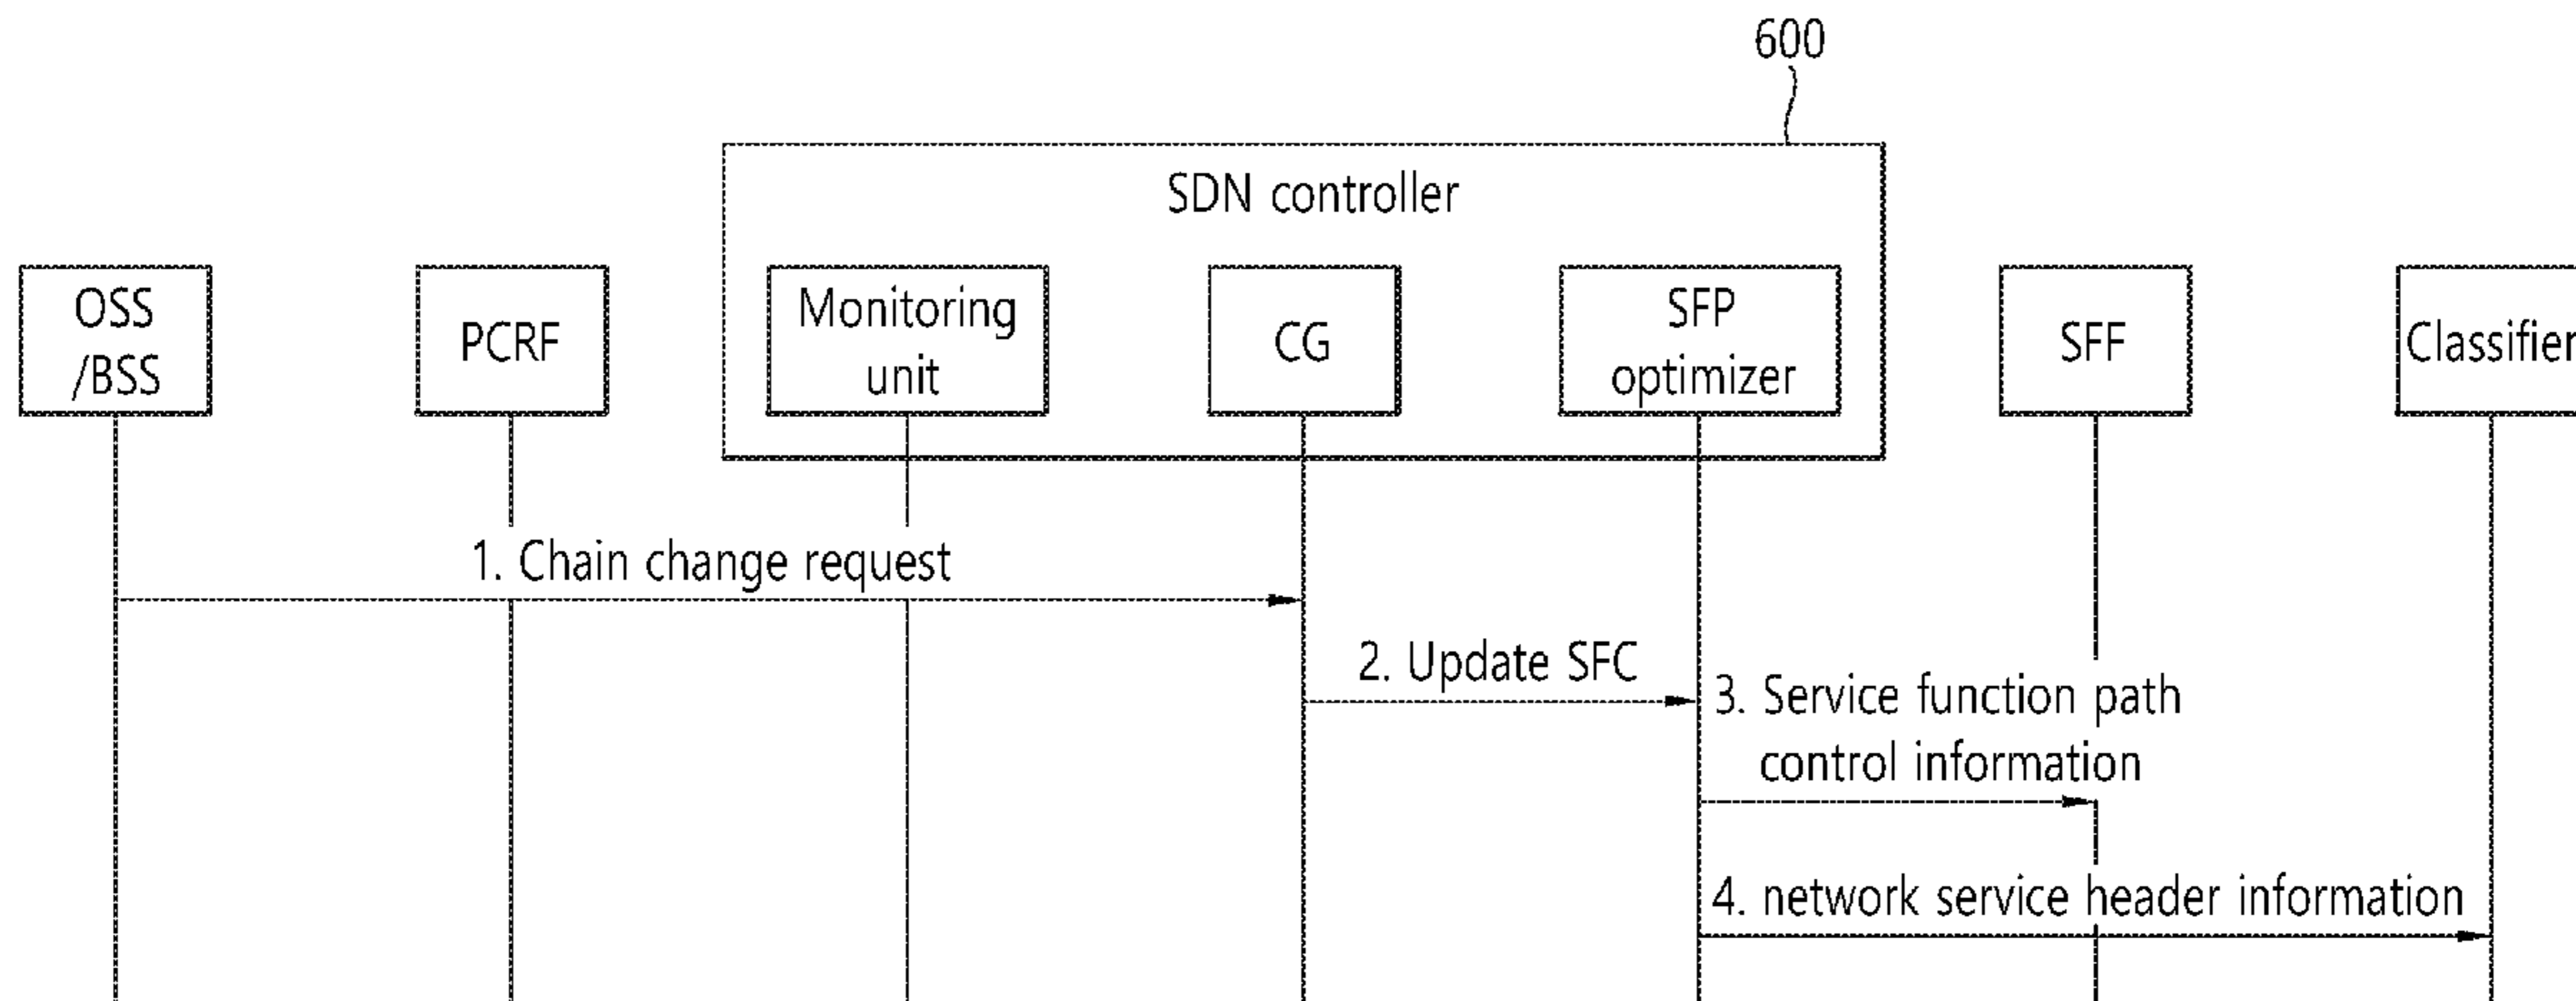 600
SDN controller
OSS
/BSS
PCRF
Monitoring
unit
CG
SFP
optimizer
SFF
Classifier
1. Chain change request
2. Update SFC
3. Service function path
control information
4. network service header information